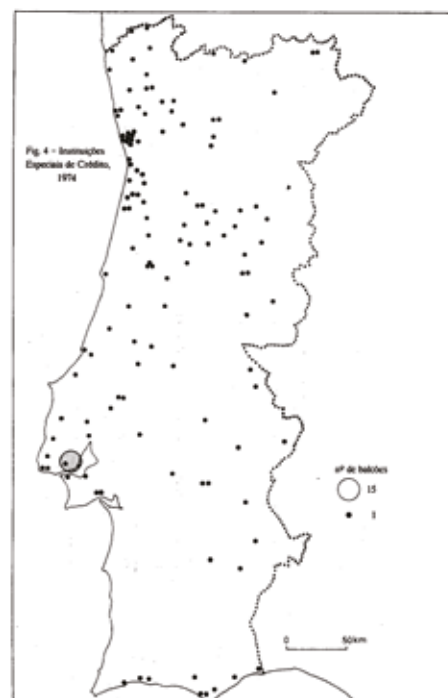 Fig. 4 – Instituições
Especiais de Crédito,
1974
nº de balcões
15
1
0 50km